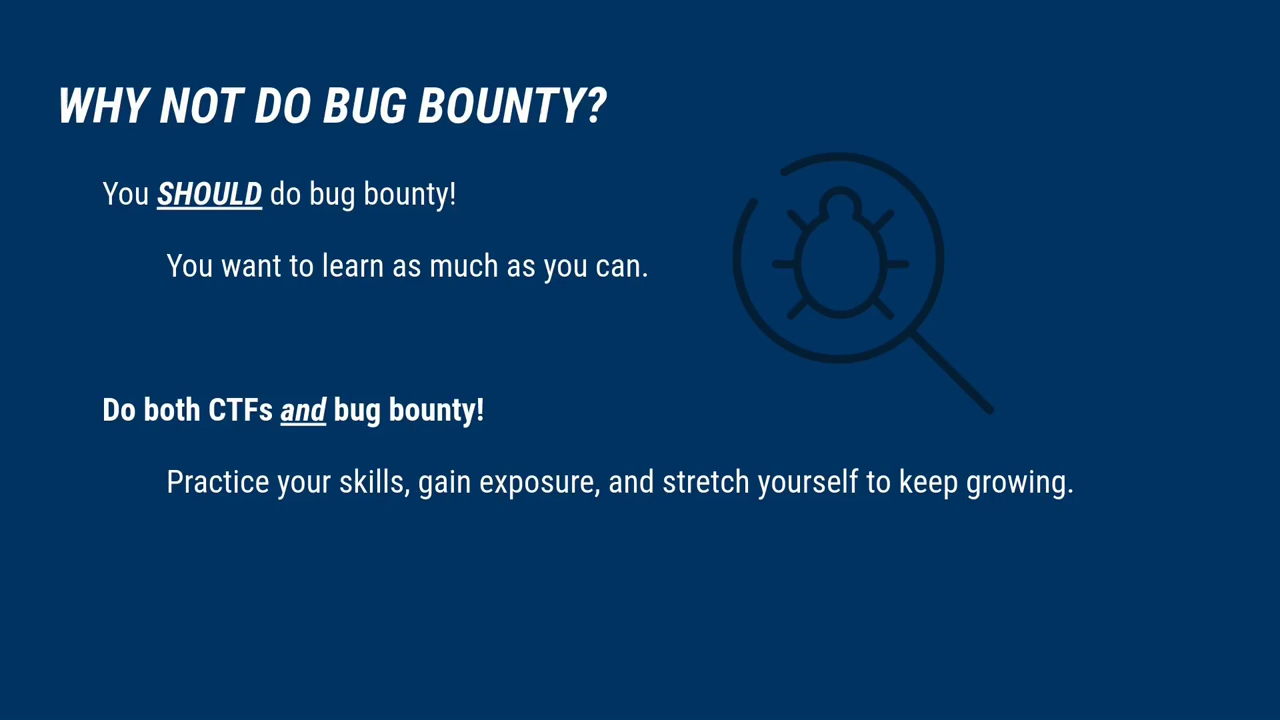 WHY NOT DO BUG BOUNTY?
You SHOULD do bug bounty!
You want to learn as much as you can.
Do both CTFs and bug bounty!
Practice your skills, gain exposure, and stretch yourself to keep growing.